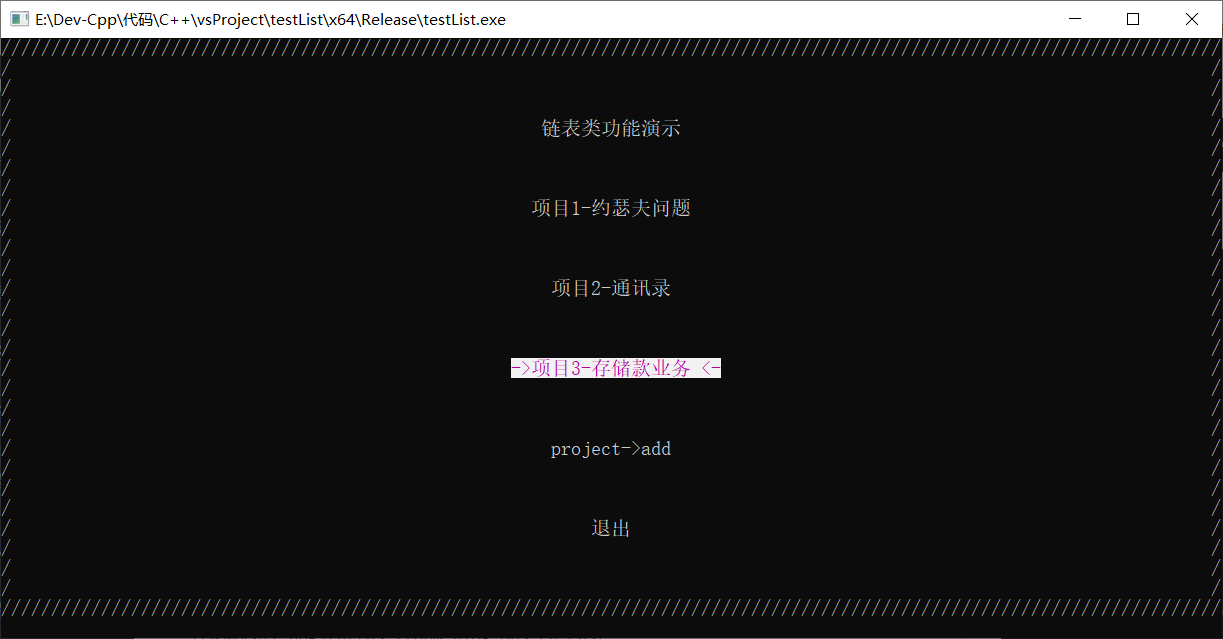 E:\Dev-Cpp\代码\C++\vsProject\testList\x64\Release\testList.exe
链表类功能演示
项目1-约瑟夫问题
项目2-通讯录
->项目3-存储款业务 <-
project->add
退出